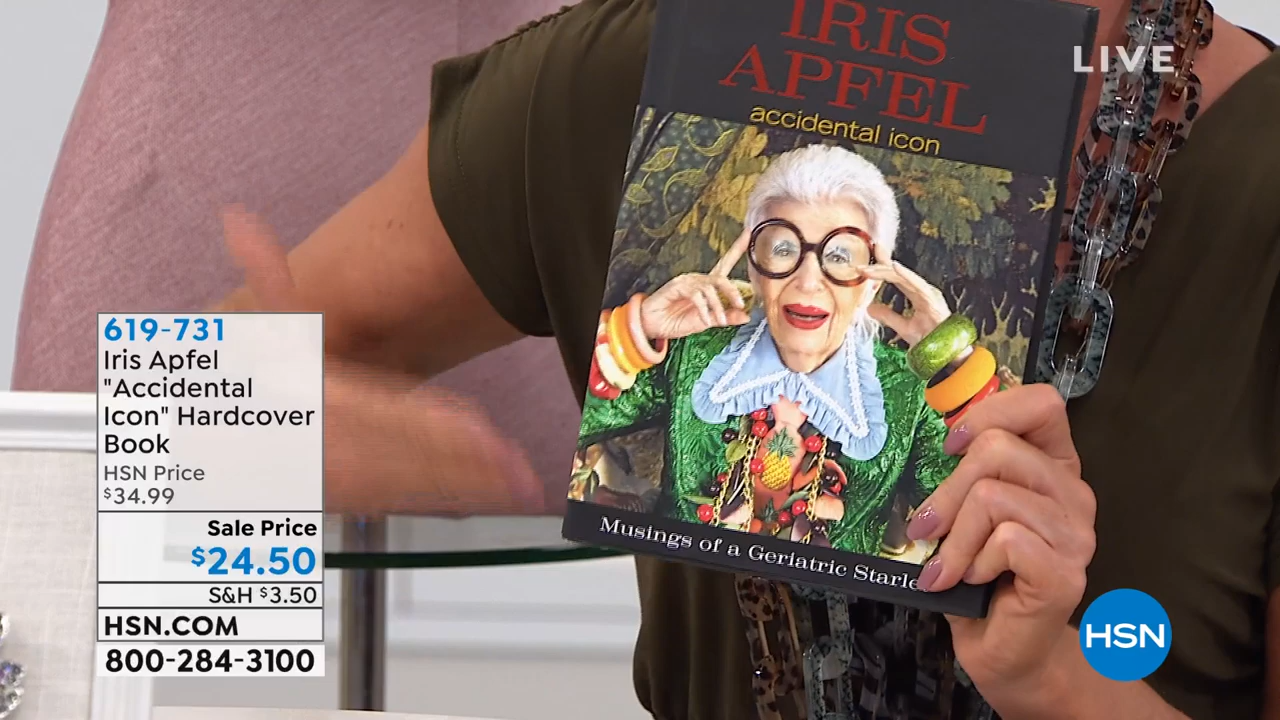 IRIS
APFEL
accidental icon
Musings of a Geriatric
LIVE
619-731
Iris Apfel
"Accidental
Icon" Hardcover
Book
HSN Price
$34.99
Sale Price
$24.50
S&H $3.50
HSN.COM
800-284-3100
HSN